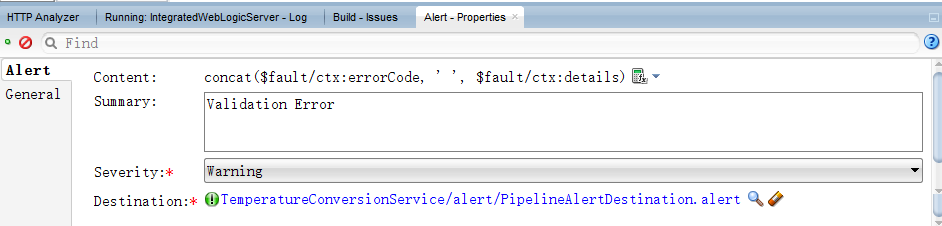 HTTP Analyzer Running: IntegratedWebLogicServer - Log Build - Issues Alert - Properties
Find
Alert
General
Content: concat($fault/ctx:errorCode, ' ', $fault/ctx:details)
Summary: Validation Error
Severity:* Warning
Destination:* TemperatureConversionService/alert/PipelineAlertDestination.alert